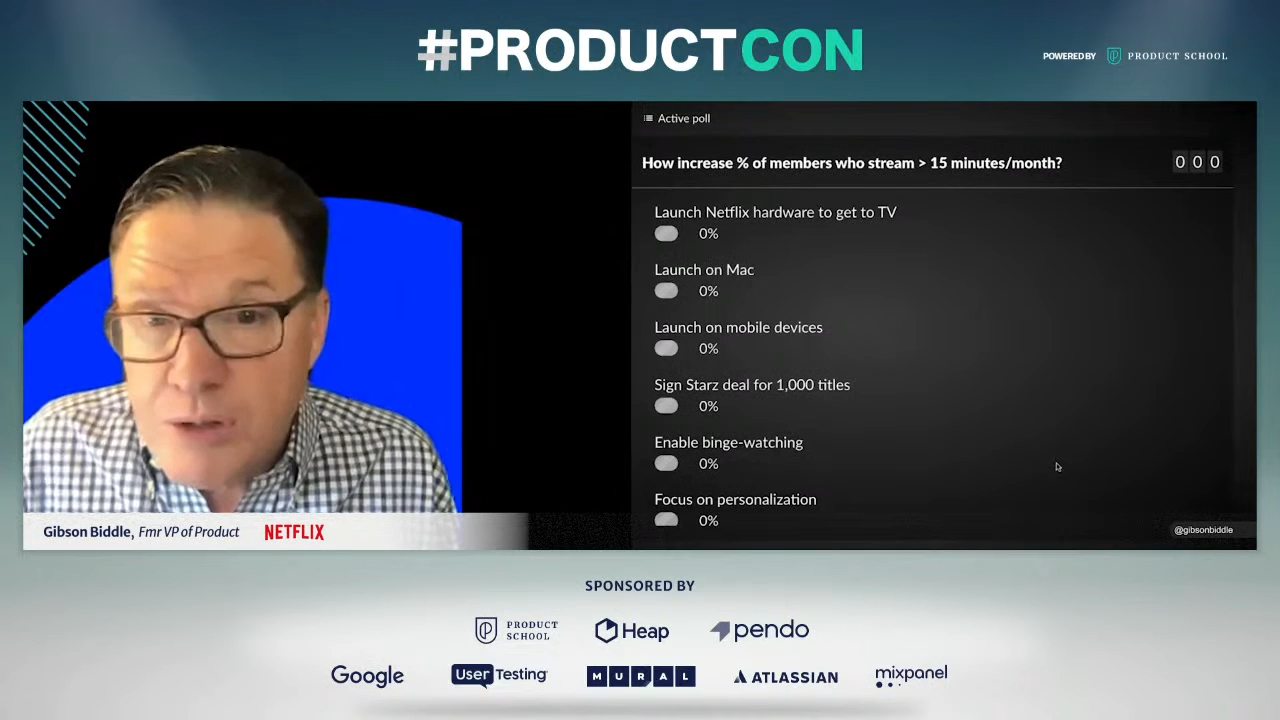 #PRODUCTCON
POWERED BY PRODUCT SCHOOL
Active poll
How increase % of members who stream > 15 minutes/month?
0 0 0
Launch Netflix hardware to get to TV
0%
Launch on Mac
0%
Launch on mobile devices
0%
Sign Starz deal for 1,000 titles
0%
Enable binge-watching
0%
Focus on personalization
0%
@gibsonbiddle
Gibson Biddle, Fmr VP of Product NETFLIX
SPONSORED BY
PRODUCT SCHOOL
Heap
pendo
Google
UserTesting
MURAL
ATLASSIAN
mixpanel